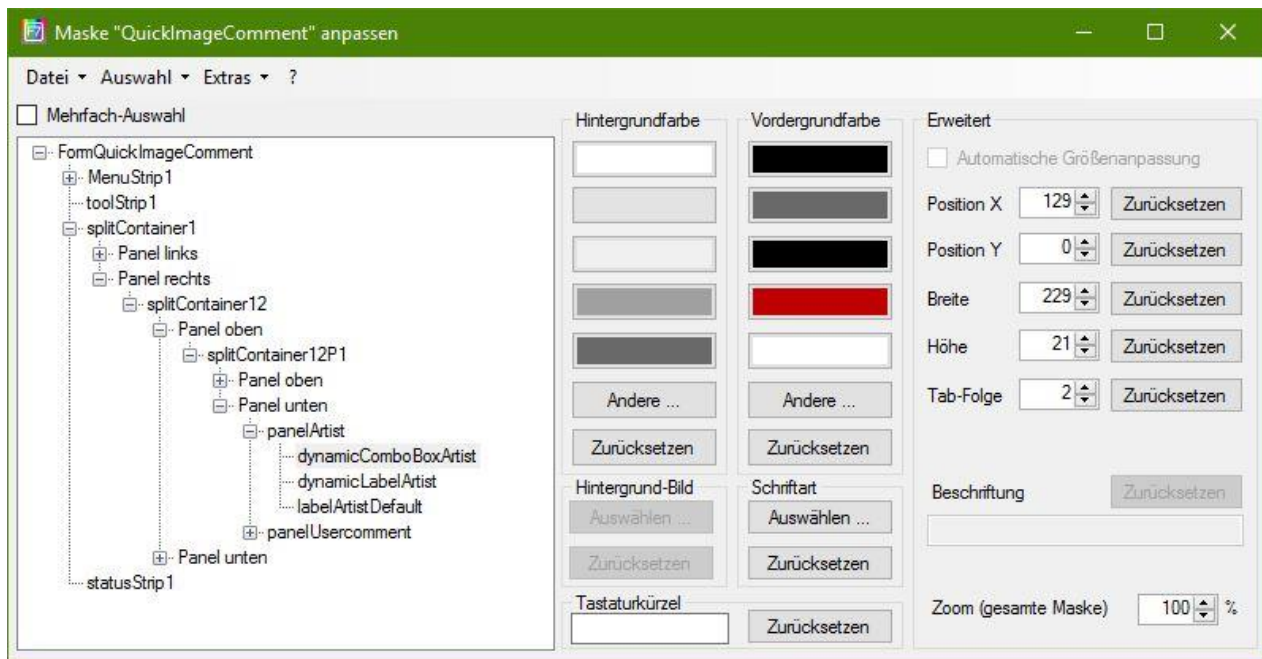 Maske "QuickImageComment" anpassen
Datei Auswahl Extras ?
Mehrfach-Auswahl
FormQuickImageComment
MenuStrip1
toolStrip1
splitContainer1
Panel links
Panel rechts
splitContainer12
Panel oben
splitContainer12P1
Panel oben
Panel unten
panelArtist
dynamicComboBoxArtist
dynamicLabelArtist
labelArtistDefault
panelUsercomment
Panel unten
statusStrip1
Hintergrundfarbe
Andere ...
Zurücksetzen
Hintergrund-Bild
Auswählen ...
Zurücksetzen
Vordergrundfarbe
Andere ...
Zurücksetzen
Schriftart
Auswählen ...
Zurücksetzen
Tastaturkürzel
Zurücksetzen
Erweitert
Automatische Größenanpassung
Position X 129 Zurücksetzen
Position Y 0 Zurücksetzen
Breite 229 Zurücksetzen
Höhe 21 Zurücksetzen
Tab-Folge 2 Zurücksetzen
Beschriftung Zurücksetzen
Zoom (gesamte Maske) 100 %